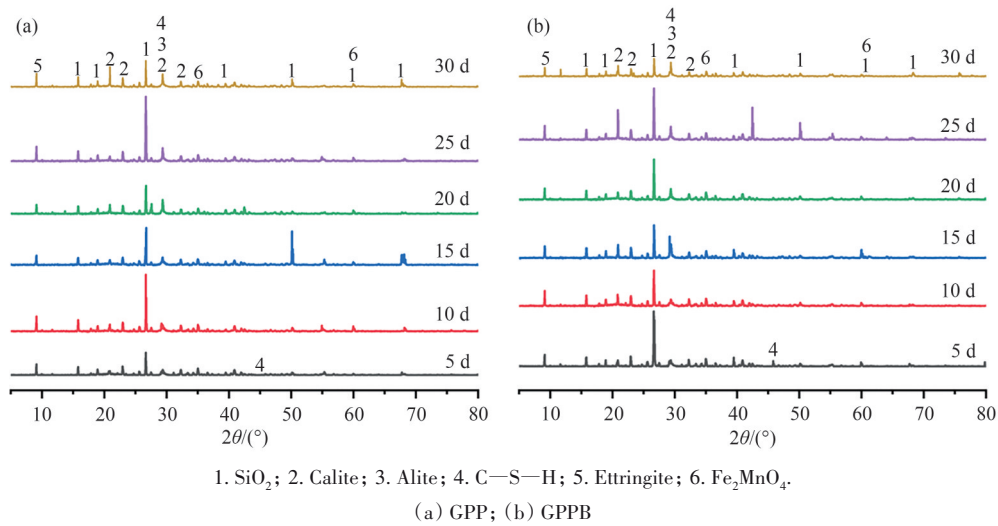 (a)
4
6
3
5 1 1 2 2 1 2 2 6 1 1 1 1 30 d
25 d
20 d
15 d
10 d
4 5 d
10 20 30 40 50 60 70 80
2θ/(°)
(b)
4
3
6
5 1 1 2 2 1 2 2 6 1 1 1 1 30 d
25 d
20 d
15 d
10 d
4 5 d
10 20 30 40 50 60 70 80
2θ/(°)
1. SiO₂; 2. Calite; 3. Alite; 4. C—S—H; 5. Ettringite; 6. Fe₂MnO₄.
(a) GPP; (b) GPPB